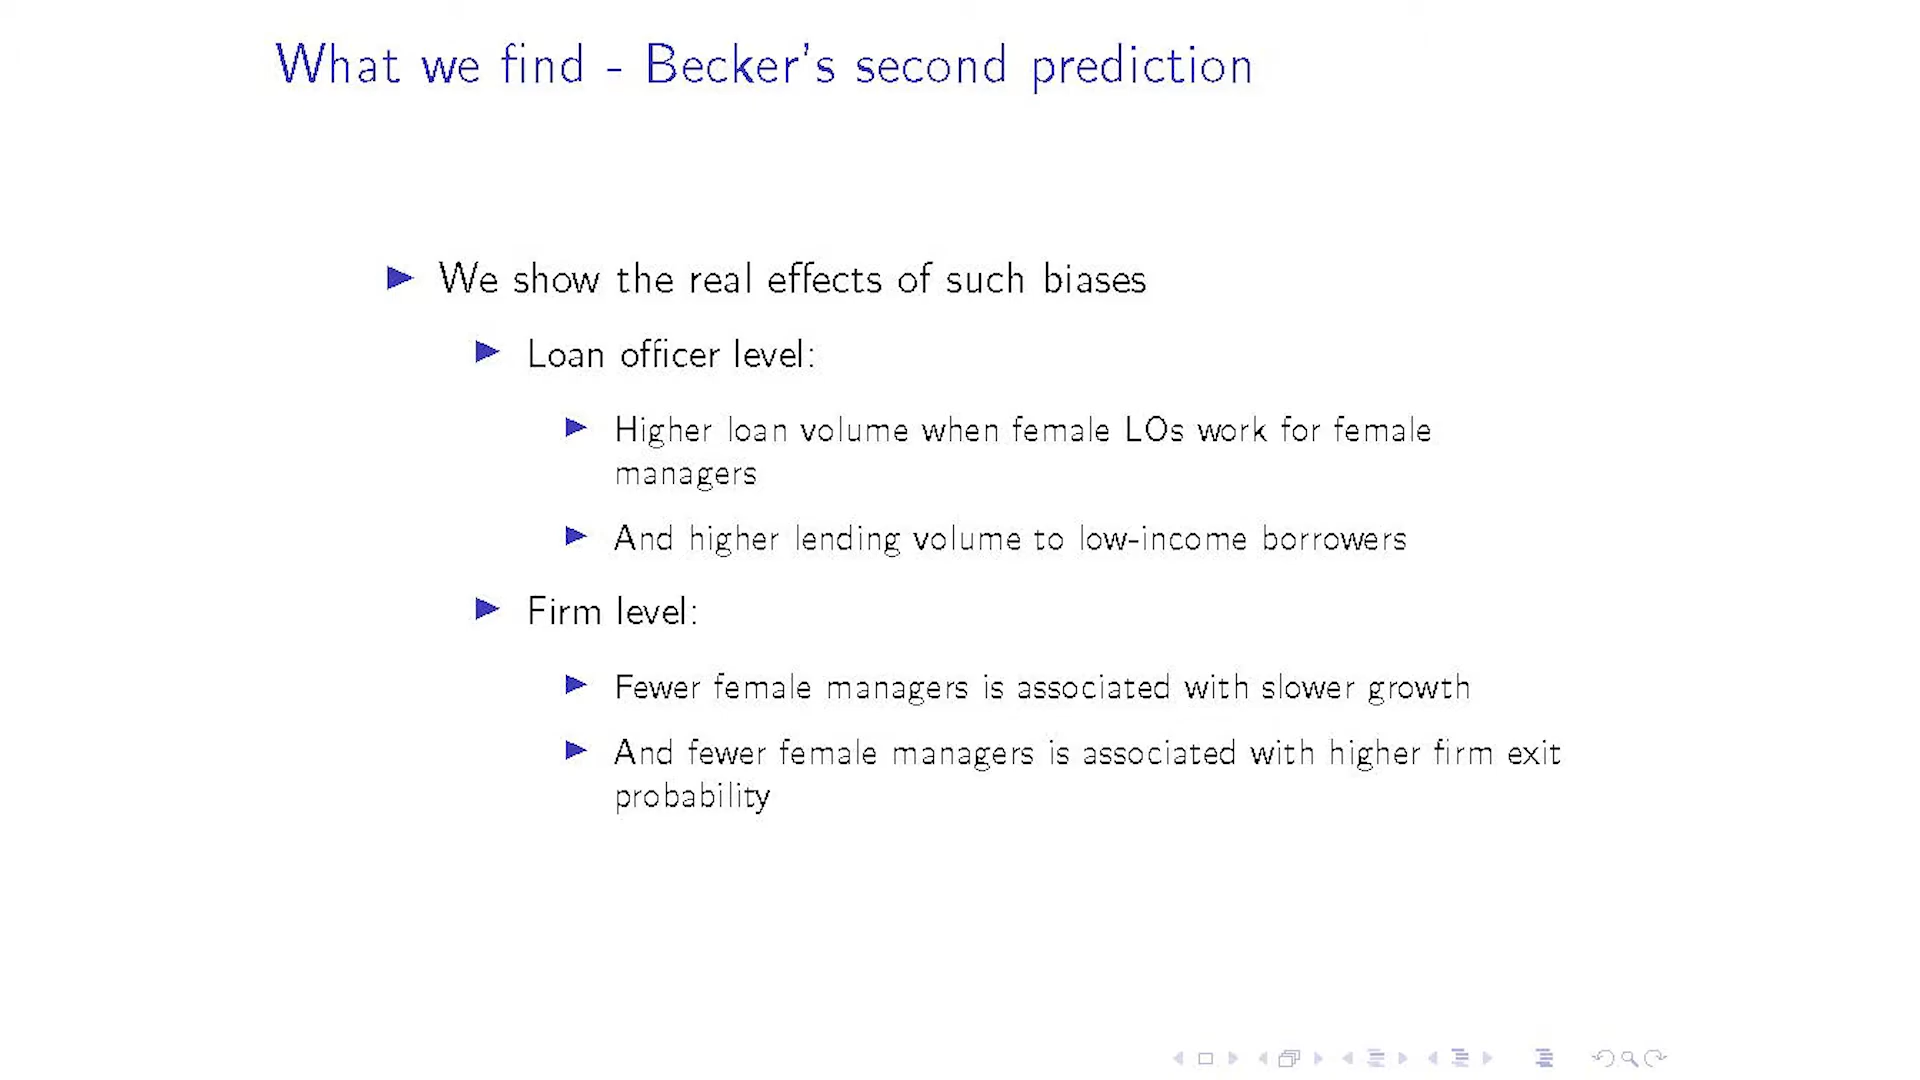 What we find - Becker's second prediction
We show the real effects of such biases
Loan officer level:
Higher loan volume when female LOs work for female
managers
And higher lending volume to low-income borrowers
Firm level:
Fewer female managers is associated with slower growth
And fewer female managers is associated with higher firm exit
probability